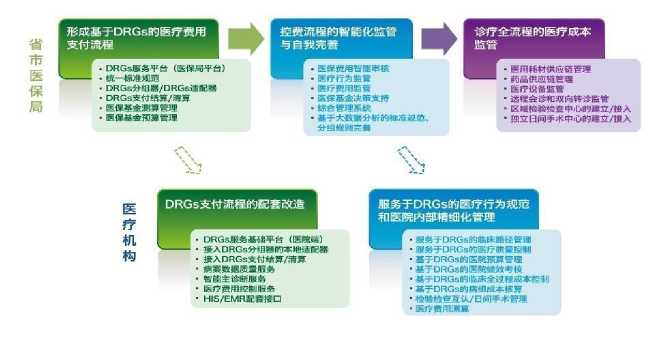 省市医保局
形成基于DRGs的医疗费用
支付流程
• DRGs服务平台（医保局平台）
• 统一标准规范
• DRGs分组器/DRGs适配器
• DRGs支付结算/清算
• 医保基金测算管理
• 医保基金预算管理
控费流程的智能化监管
与自我完善
• 医保费用智能审核
• 医疗行为监管
• 医疗费用监管
• 医保基金决策支持
• 综合管理系统
• 基于大数据分析的标准规范、
分组规则完善
诊疗全流程的医疗成本
监管
• 医用耗材供应链管理
• 药品供应链管理
• 医疗设备监管
• 远程会诊和双向转诊监管
• 区域检验检查中心的建立/接入
• 独立日间手术中心的建立/接入
医疗机构
DRGs支付流程的配套改造
• DRGs服务基础平台（医院端）
• 接入DRGs分组器的本地适配器
• 接入DRGs支付结算/清算
• 病案数据质量服务
• 智能主诊断服务
• 医疗费用控制服务
• HIS/EMR配套接口
服务于DRGs的医疗行为规范
和医院内部精细化管理
• 服务于DRGs的临床路径管理
• 服务于DRGs的医疗质量控制
• 基于DRGs的医院预算管理
• 基于DRGs的医院绩效考核
• 基于DRGs的临床全过程成本控制
• 基于DRGs的病组成本核算
• 检验检查互认/日间手术管理
• 医疗费用测算